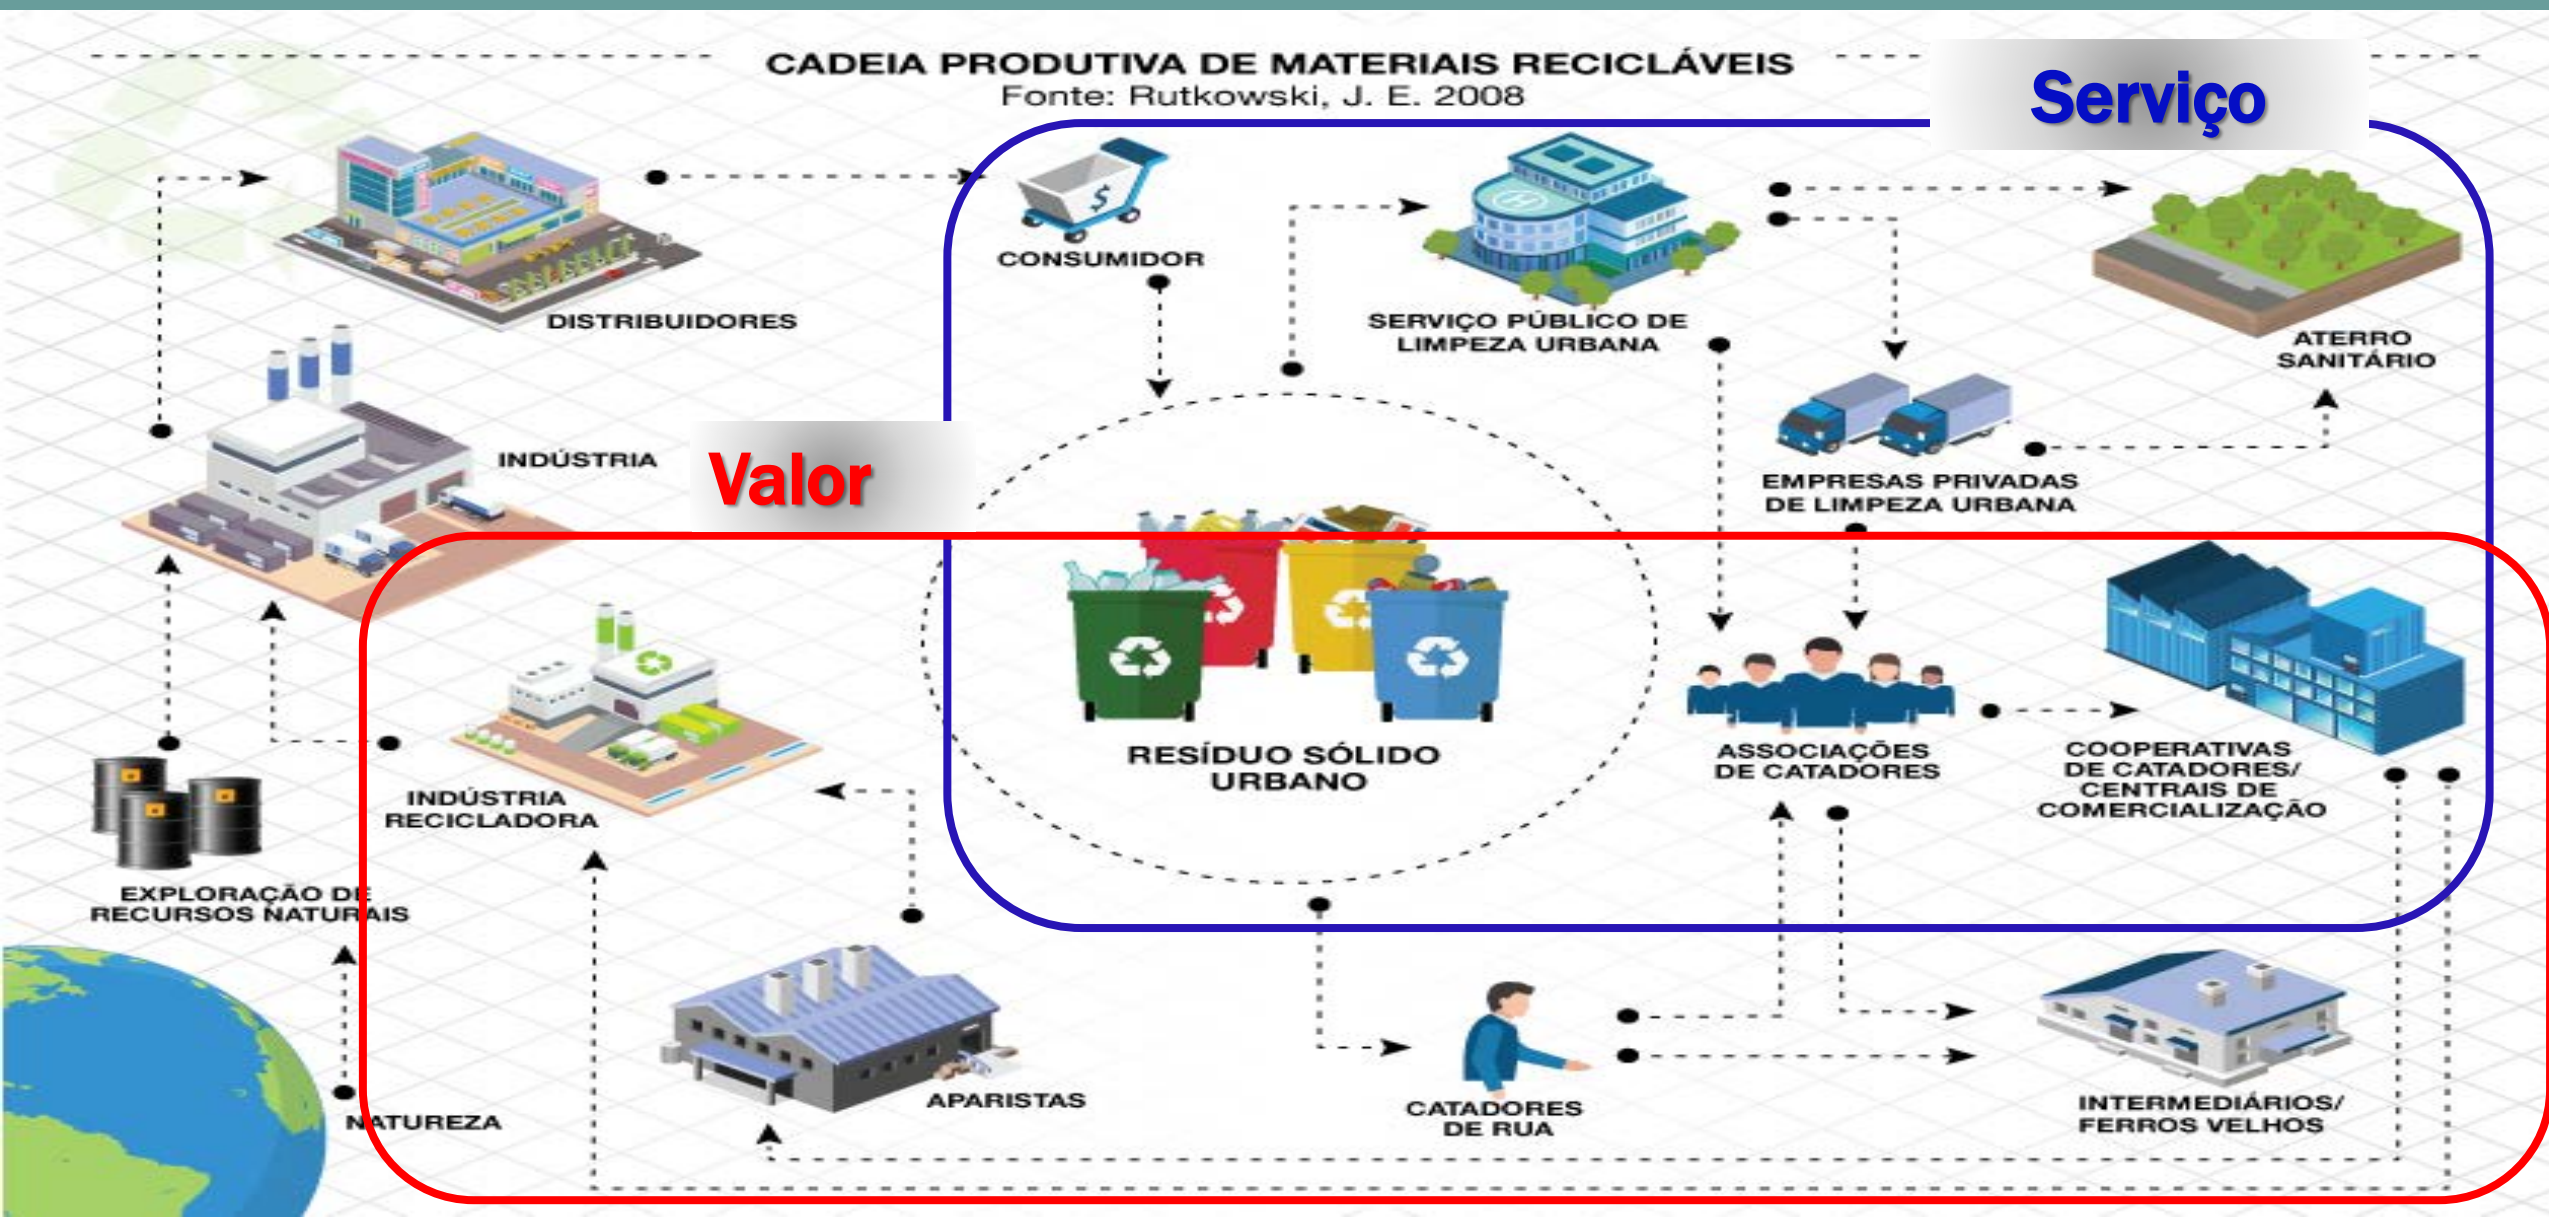 CADEIA PRODUTIVA DE MATERIAIS RECICLÁVEIS
Fonte: Rutkowski, J. E. 2008
Serviço
CONSUMIDOR
DISTRIBUIDORES
SERVIÇO PÚBLICO DE
LIMPEZA URBANA
ATERRO
SANITÁRIO
INDÚSTRIA
Valor
EMPRESAS PRIVADAS
DE LIMPEZA URBANA
RESÍDUO SÓLIDO
URBANO
ASSOCIAÇÕES
DE CATADORES
COOPERATIVAS
DE CATADORES/
CENTRAIS DE
COMERCIALIZAÇÃO
INDÚSTRIA
RECICLADORA
EXPLORAÇÃO DE
RECURSOS NATURAIS
NATUREZA
APARISTAS
CATADORES
DE RUA
INTERMEDIÁRIOS/
FERROS VELHOS